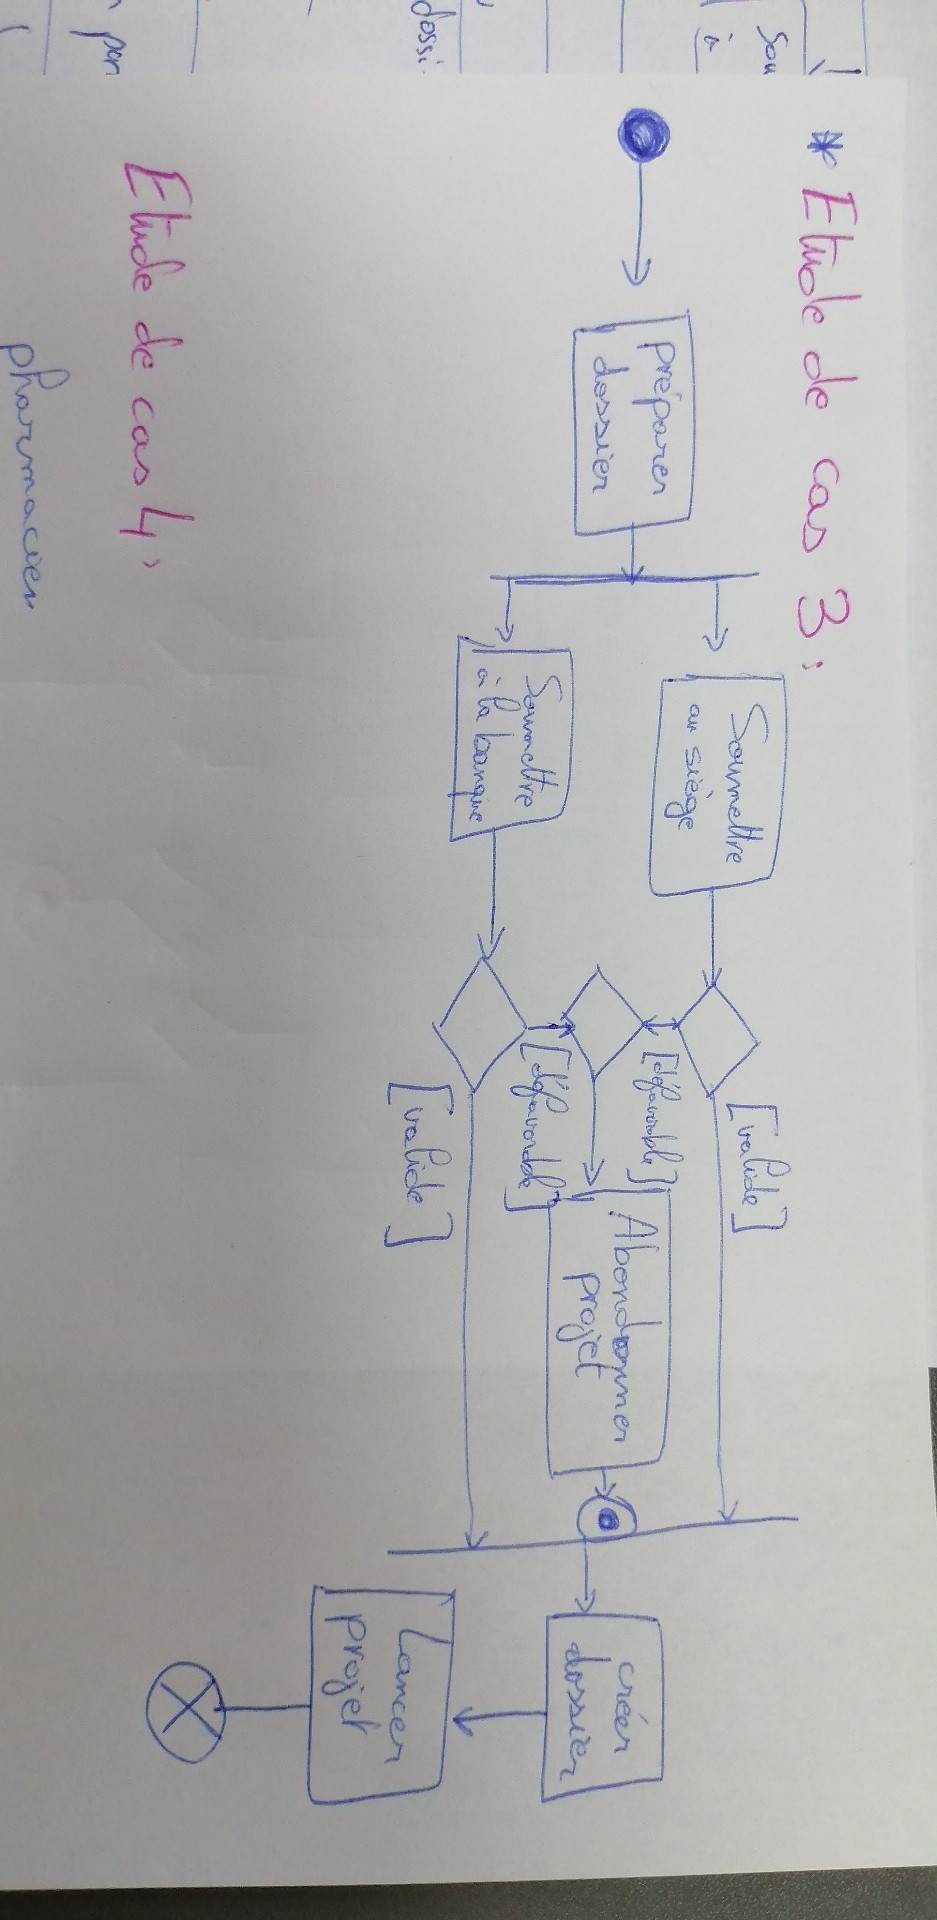 * Etude de cas 3 :
préparer
dossier
Soumettre
au siège
Soumettre
à la banque
[valide]
[défavorable]
[défavorable]
[valide]
Abondonner
projet
créer
dossier
Lancer
projet
Etude de cas 4 :
pharmacien
Sou
à
dossi
par